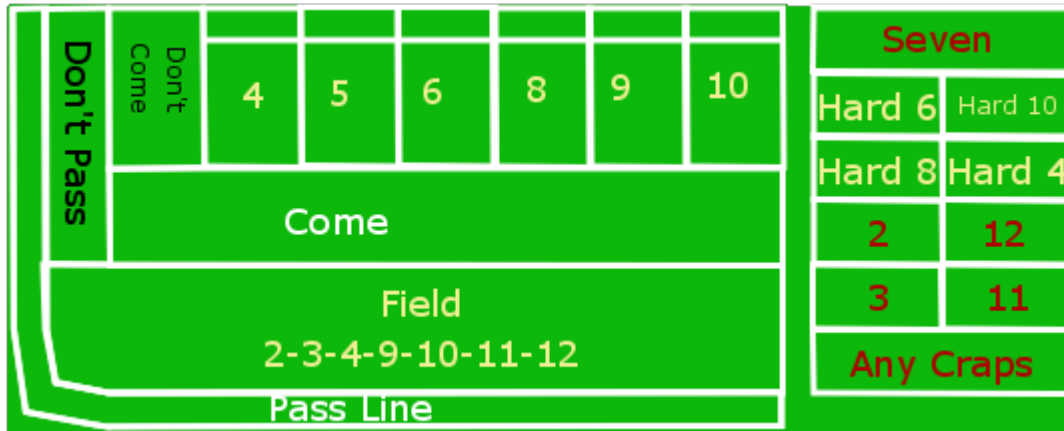 Don't Pass
Don't
Come
4 5 6 8 9 10
Come
Field
2-3-4-9-10-11-12
Pass Line
Seven
Hard 6 Hard 10
Hard 8 Hard 4
2 12
3 11
Any Craps